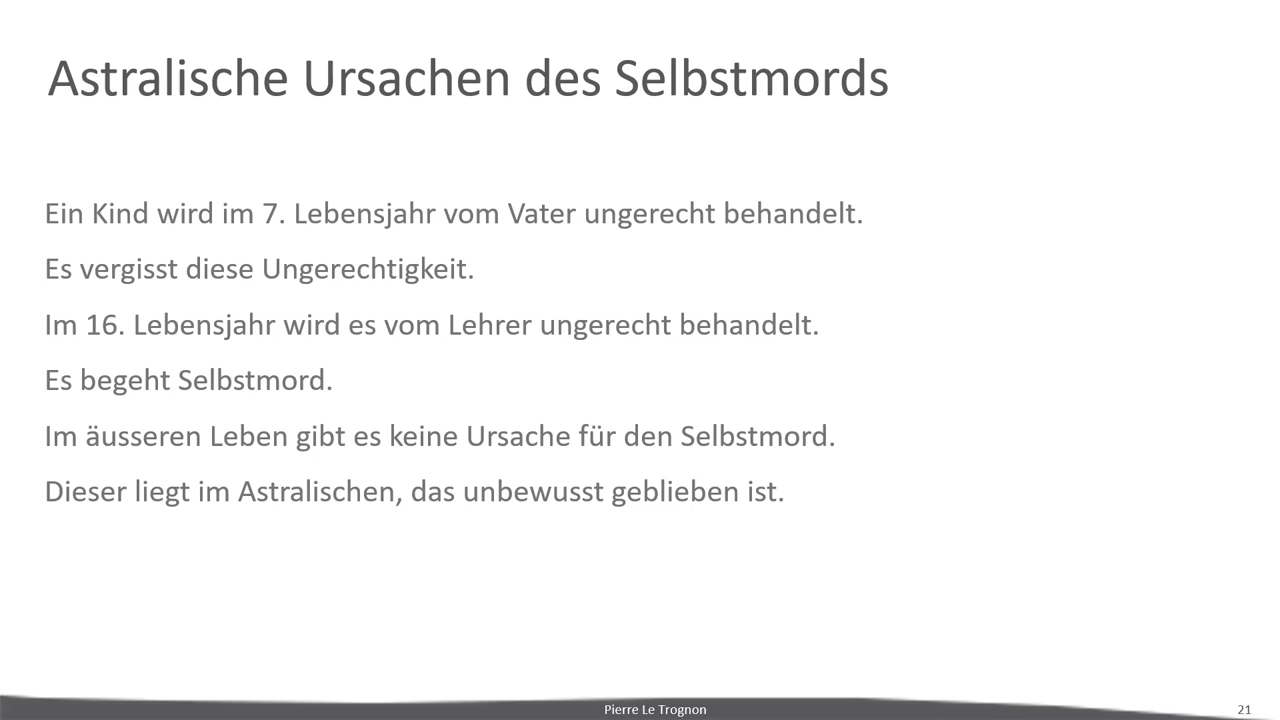 Astralische Ursachen des Selbstmords
Ein Kind wird im 7. Lebensjahr vom Vater ungerecht behandelt.
Es vergisst diese Ungerechtigkeit.
Im 16. Lebensjahr wird es vom Lehrer ungerecht behandelt.
Es begeht Selbstmord.
Im äusseren Leben gibt es keine Ursache für den Selbstmord.
Dieser liegt im Astralischen, das unbewusst geblieben ist.
Pierre Le Trognon
21